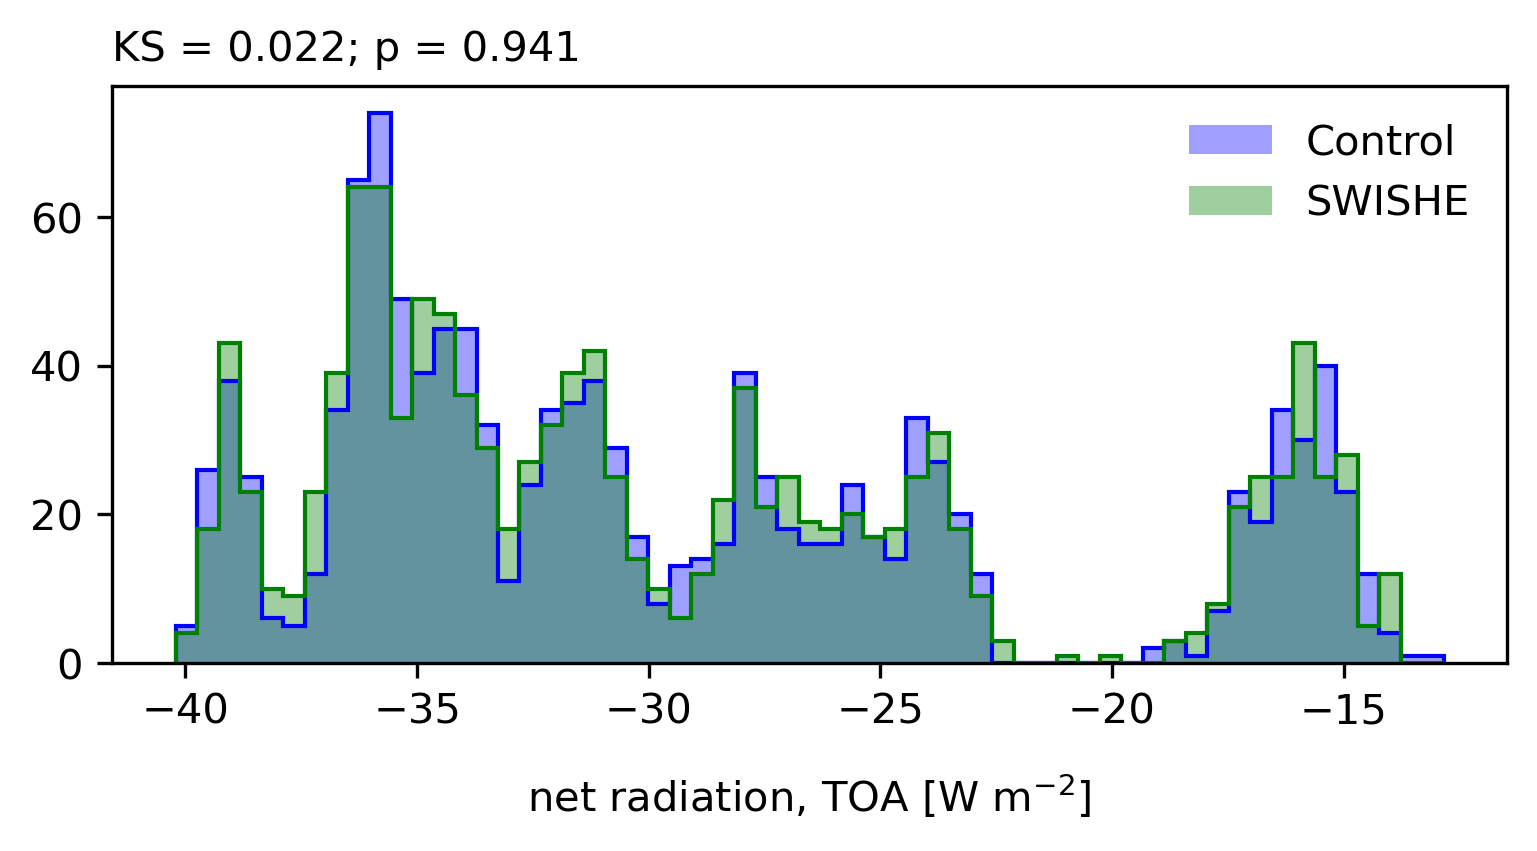 KS = 0.022; p = 0.941
Control
SWISHE
60
40
20
0
−40 −35 −30 −25 −20 −15
net radiation, TOA [W m⁻²]